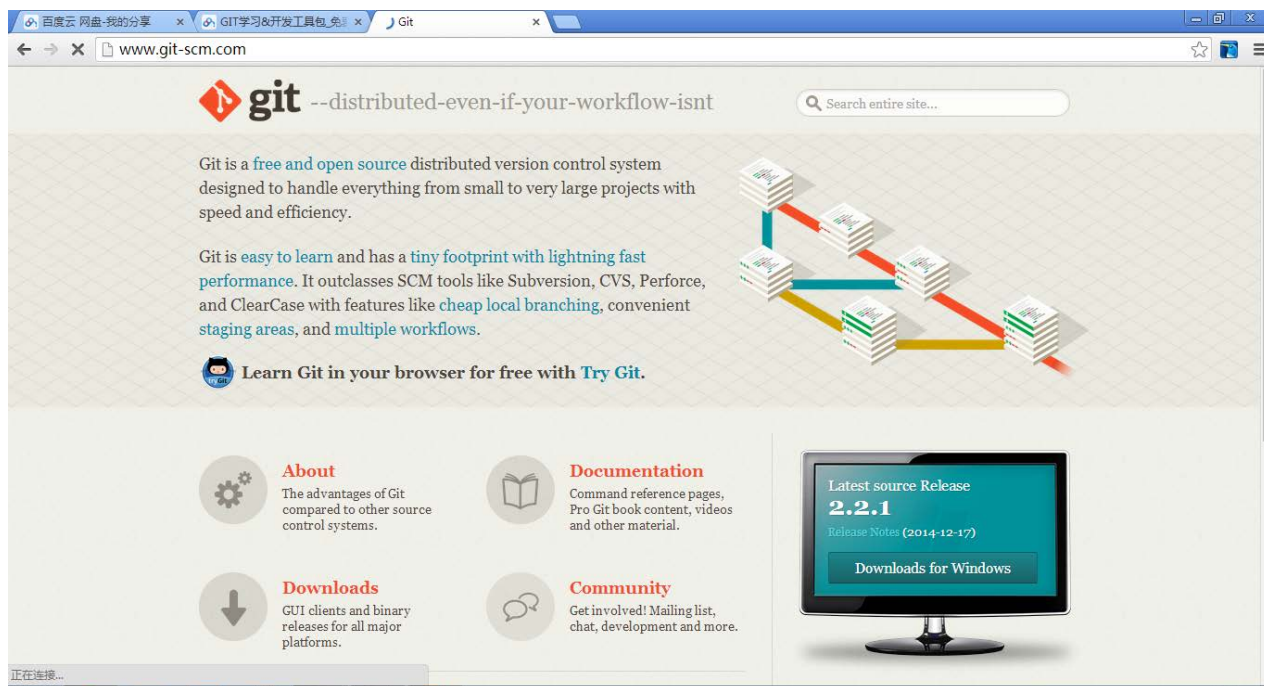 百度云 网盘-我的分享
GIT学习&开发工具包_免
Git
www.git-scm.com
git --distributed-even-if-your-workflow-isnt
Search entire site...
Git is a free and open source distributed version control system
designed to handle everything from small to very large projects with
speed and efficiency.
Git is easy to learn and has a tiny footprint with lightning fast
performance. It outclasses SCM tools like Subversion, CVS, Perforce,
and ClearCase with features like cheap local branching, convenient
staging areas, and multiple workflows.
Learn Git in your browser for free with Try Git.
About
The advantages of Git
compared to other source
control systems.
Documentation
Command reference pages,
Pro Git book content, videos
and other material.
Downloads
GUI clients and binary
releases for all major
platforms.
Community
Get involved! Mailing list,
chat, development and more.
Latest source Release
2.2.1
Release Notes (2014-12-17)
Downloads for Windows
正在连接...